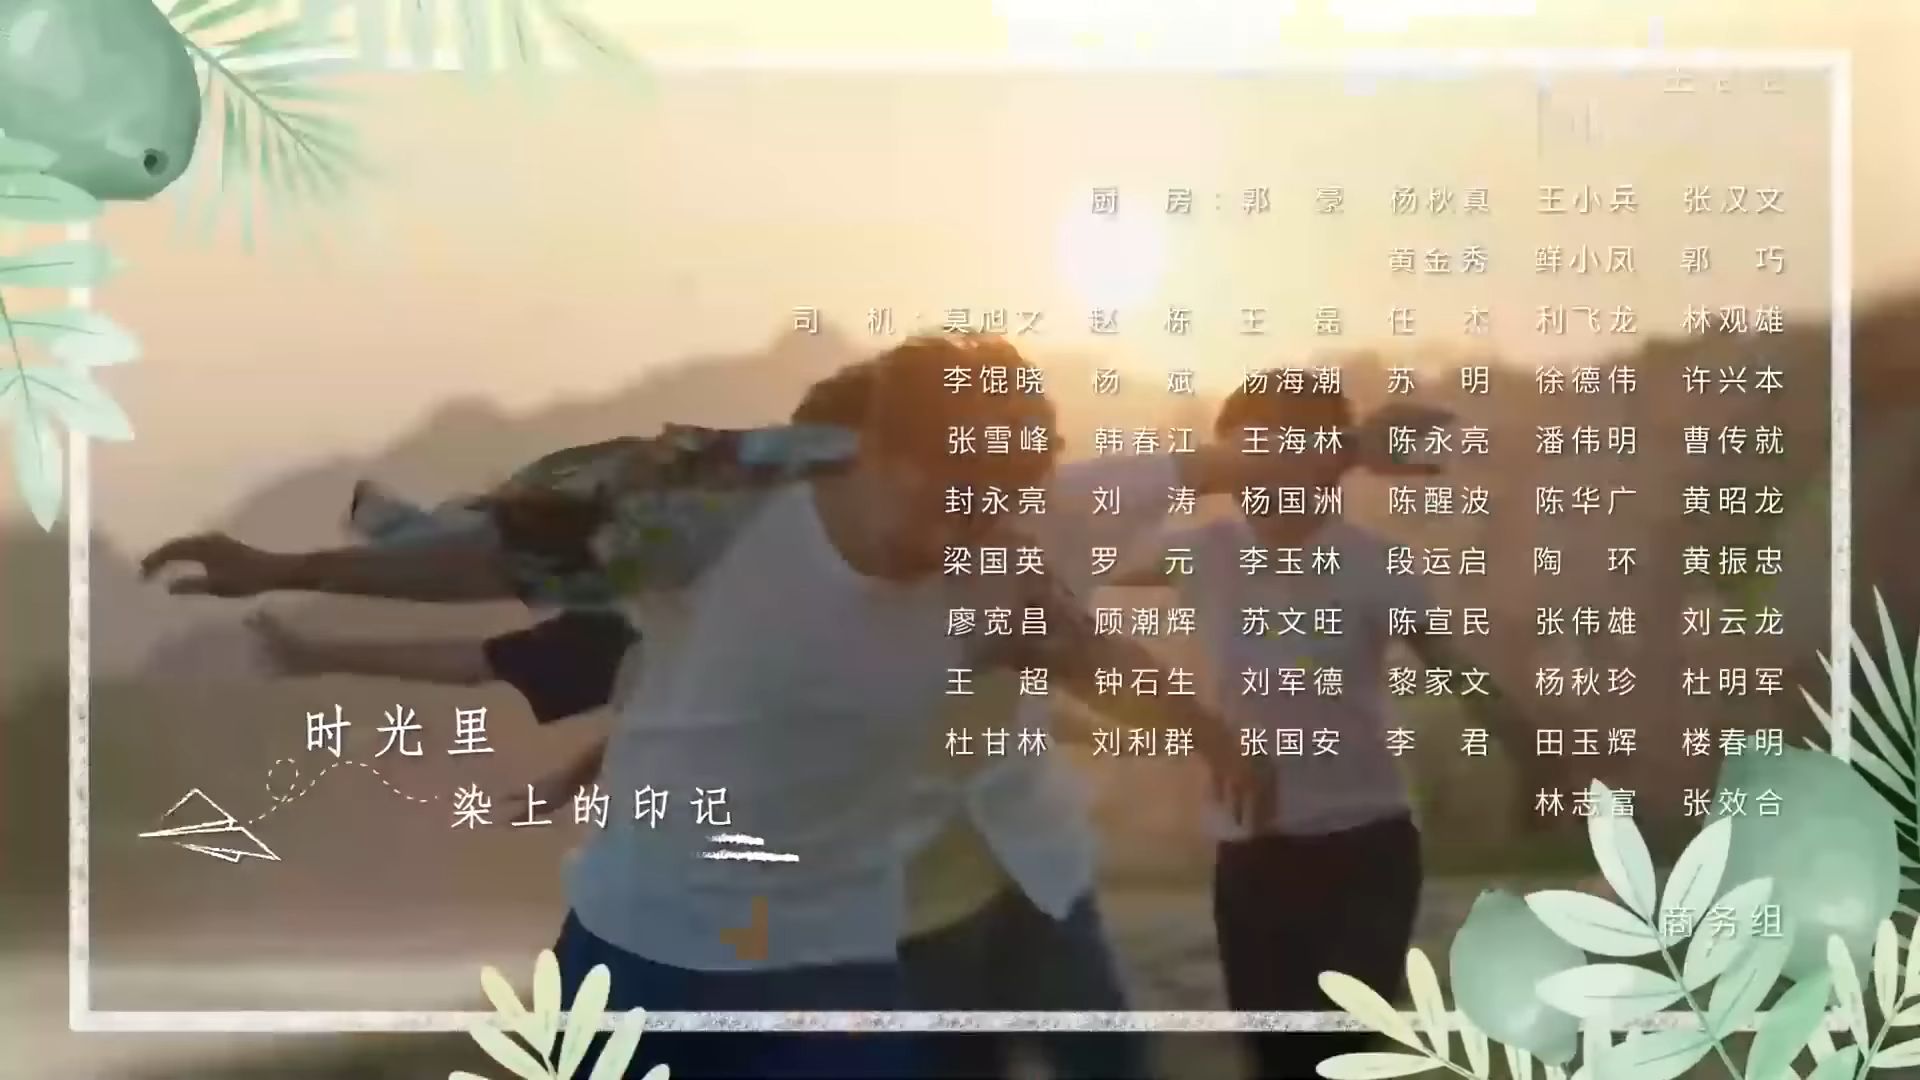 厨 房：郭 豪 杨秋真 王小兵 张汉文
黄金秀 鲜小凤 郭 巧
司 机：莫旭文 赵 栋 王 磊 任 杰 利飞龙 林观雄
李馄晓 杨 斌 杨海潮 苏 明 徐德伟 许兴本
张雪峰 韩春江 王海林 陈永亮 潘伟明 曹传就
封永亮 刘 涛 杨国洲 陈醒波 陈华广 黄昭龙
梁国英 罗 元 李玉林 段运启 陶 环 黄振忠
廖宽昌 顾潮辉 苏文旺 陈宣民 张伟雄 刘云龙
王 超 钟石生 刘军德 黎家文 杨秋珍 杜明军
杜甘林 刘利群 张国安 李 君 田玉辉 楼春明
林志富 张效合
商务组
时光里
染上的印记